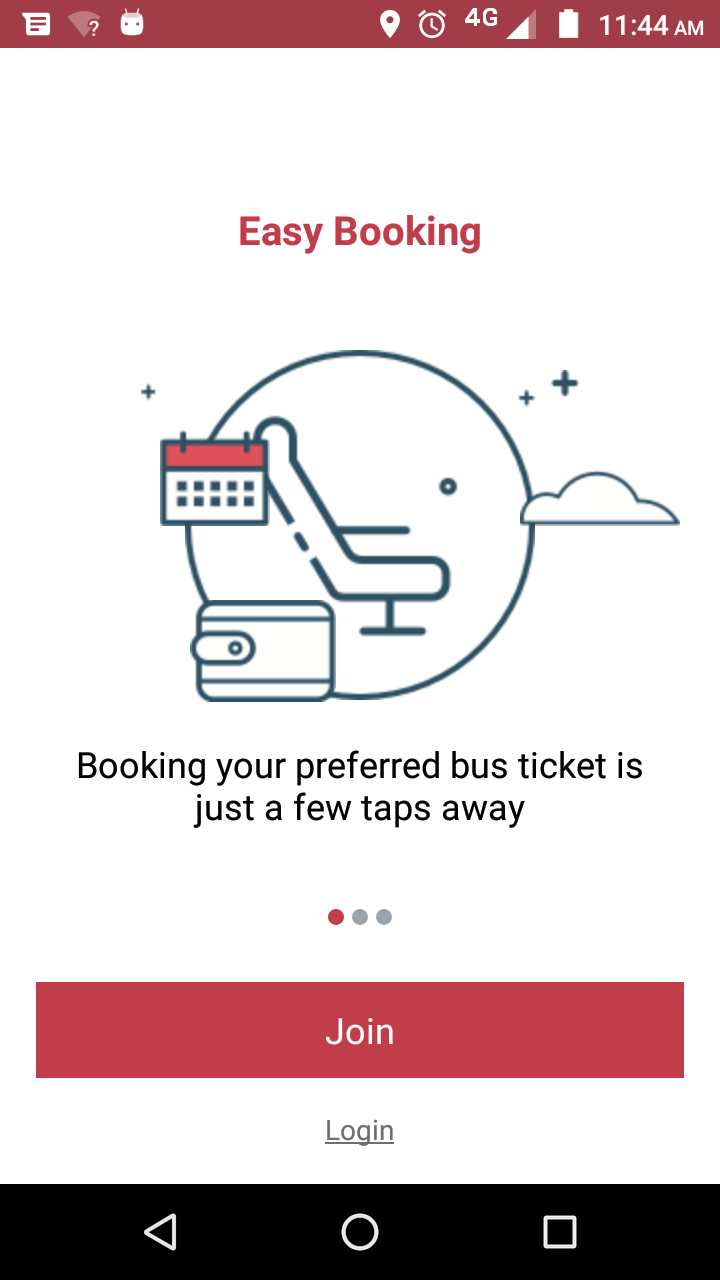 4G 11:44 AM
Easy Booking
Booking your preferred bus ticket is
just a few taps away
Join
Login